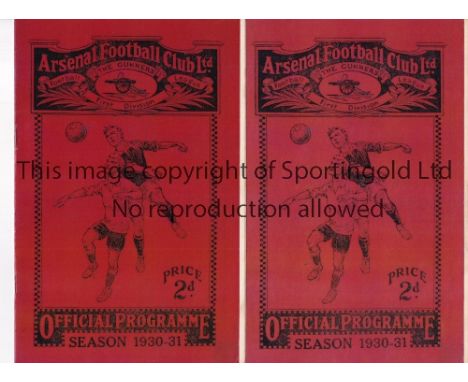 Arsenal Football Club Ltd
THE GUNNERS
Football League
First Division
PRICE
2d.
OFFICIAL PROGRAMME
SEASON 1930-31
Arsenal Football Club Ltd
THE GUNNERS
Football League
First Division
PRICE
2d.
OFFICIAL PROGRAMME
SEASON 1930-31
This image copyright of Sportingold Ltd
No reproduction allowed